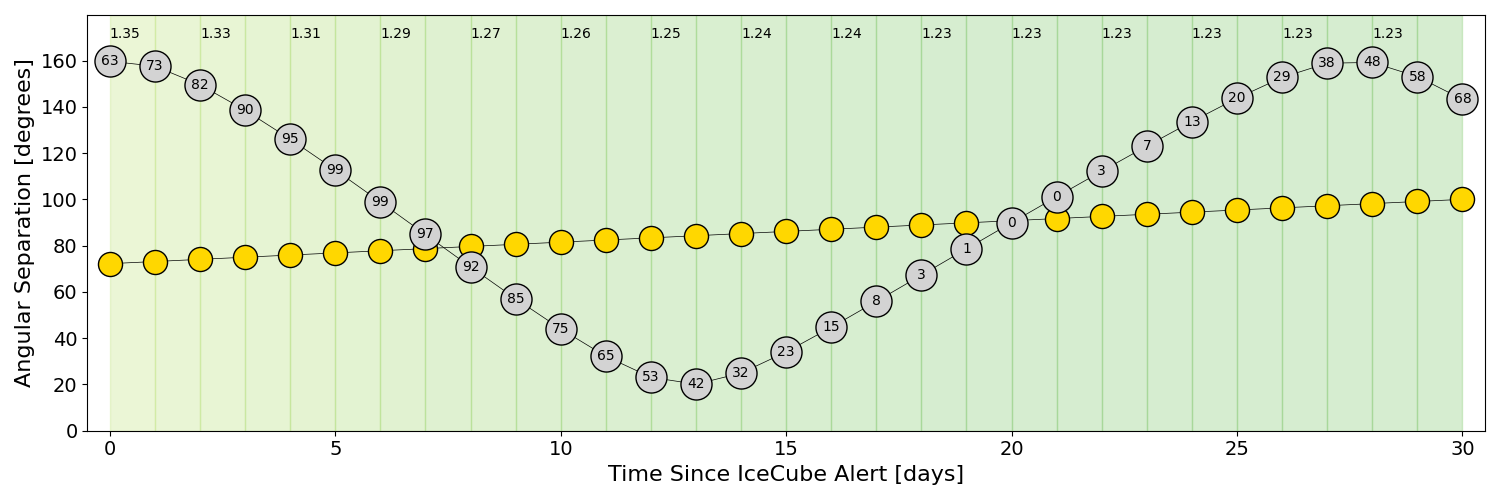 1.35 1.33 1.31 1.29 1.27 1.26 1.25 1.24 1.24 1.23 1.23 1.23 1.23 1.23 1.23
63 73 82 90 95 99 99 97 92 85 75 65 53 42 32 23 15 8 3 1 0 0 3 7 13 20 29 38 48 58 68
Angular Separation [degrees]
160
140
120
100
80
60
40
20
0
0 5 10 15 20 25 30
Time Since IceCube Alert [days]